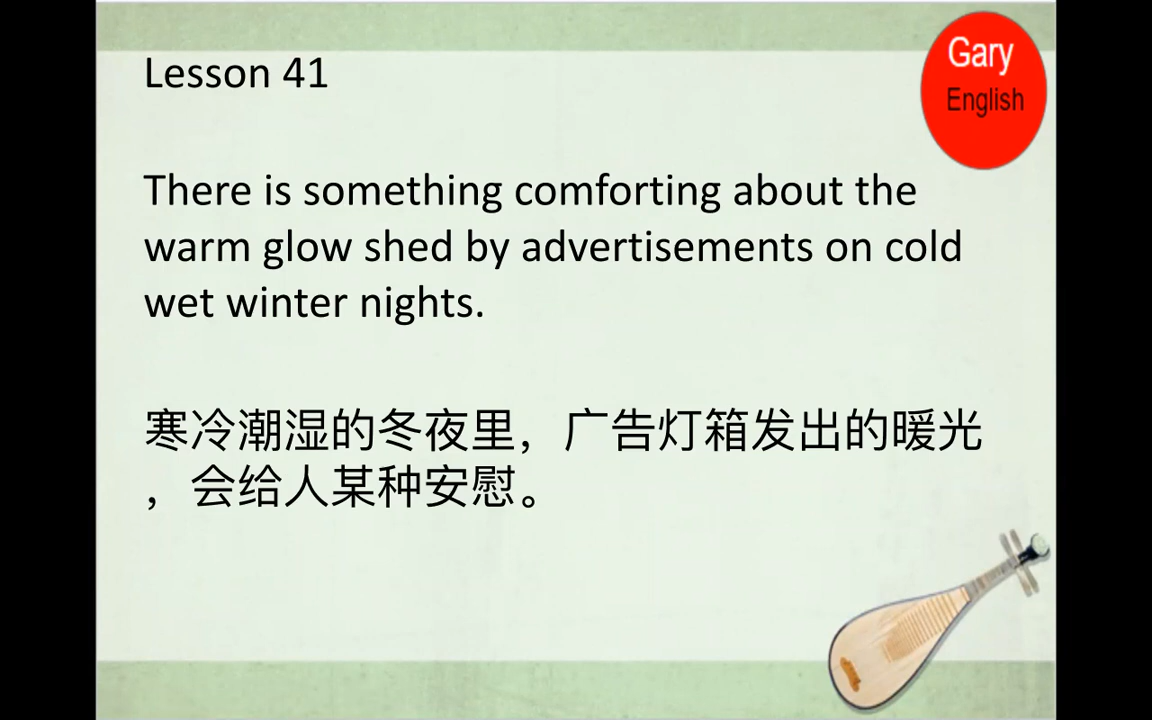 Lesson 41
Gary
English
There is something comforting about the
warm glow shed by advertisements on cold
wet winter nights.
寒冷潮湿的冬夜里，广告灯箱发出的暖光
，会给人某种安慰。